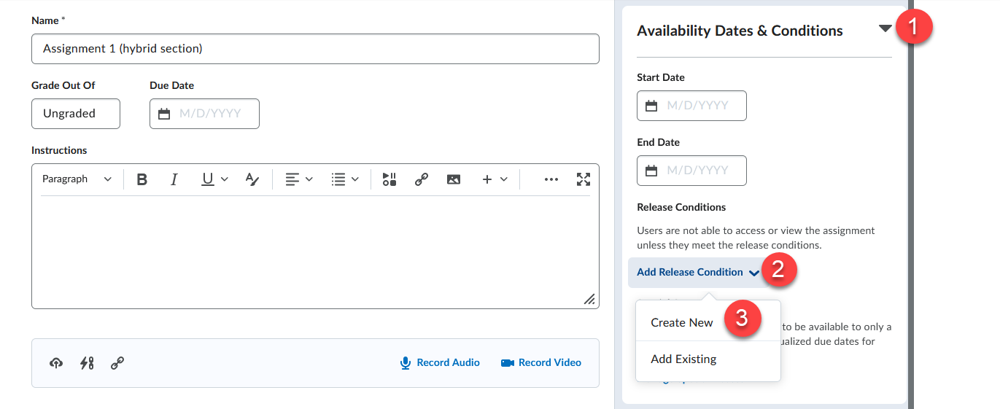 Name *
Assignment 1 (hybrid section)
Grade Out Of
Due Date
Ungraded
M/D/YYYY
Instructions
Paragraph
B I U A
Record Audio
Record Video
Availability Dates & Conditions
1
Start Date
M/D/YYYY
End Date
M/D/YYYY
Release Conditions
Users are not able to access or view the assignment
unless they meet the release conditions.
Add Release Condition
2
Create New
3
to be available to only a
due dates for
Add Existing